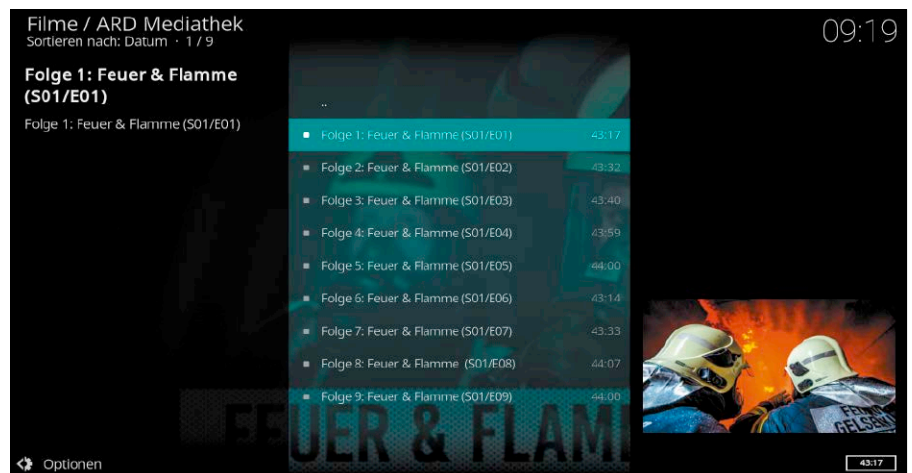 Filme / ARD Mediathek
Sortieren nach: Datum · 1 / 9
09:19
Folge 1: Feuer & Flamme
(S01/E01)
Folge 1: Feuer & Flamme (S01/E01)
..
Folge 1: Feuer & Flamme (S01/E01) 43:17
Folge 2: Feuer & Flamme (S01/E02) 43:32
Folge 3: Feuer & Flamme (S01/E03) 43:40
Folge 4: Feuer & Flamme (S01/E04) 43:59
Folge 5: Feuer & Flamme (S01/E05) 44:00
Folge 6: Feuer & Flamme (S01/E06) 43:14
Folge 7: Feuer & Flamme (S01/E07) 43:33
Folge 8: Feuer & Flamme (S01/E08) 44:07
Folge 9: Feuer & Flamme (S01/E09) 44:00
FEUER & FLAM
Optionen
43:17